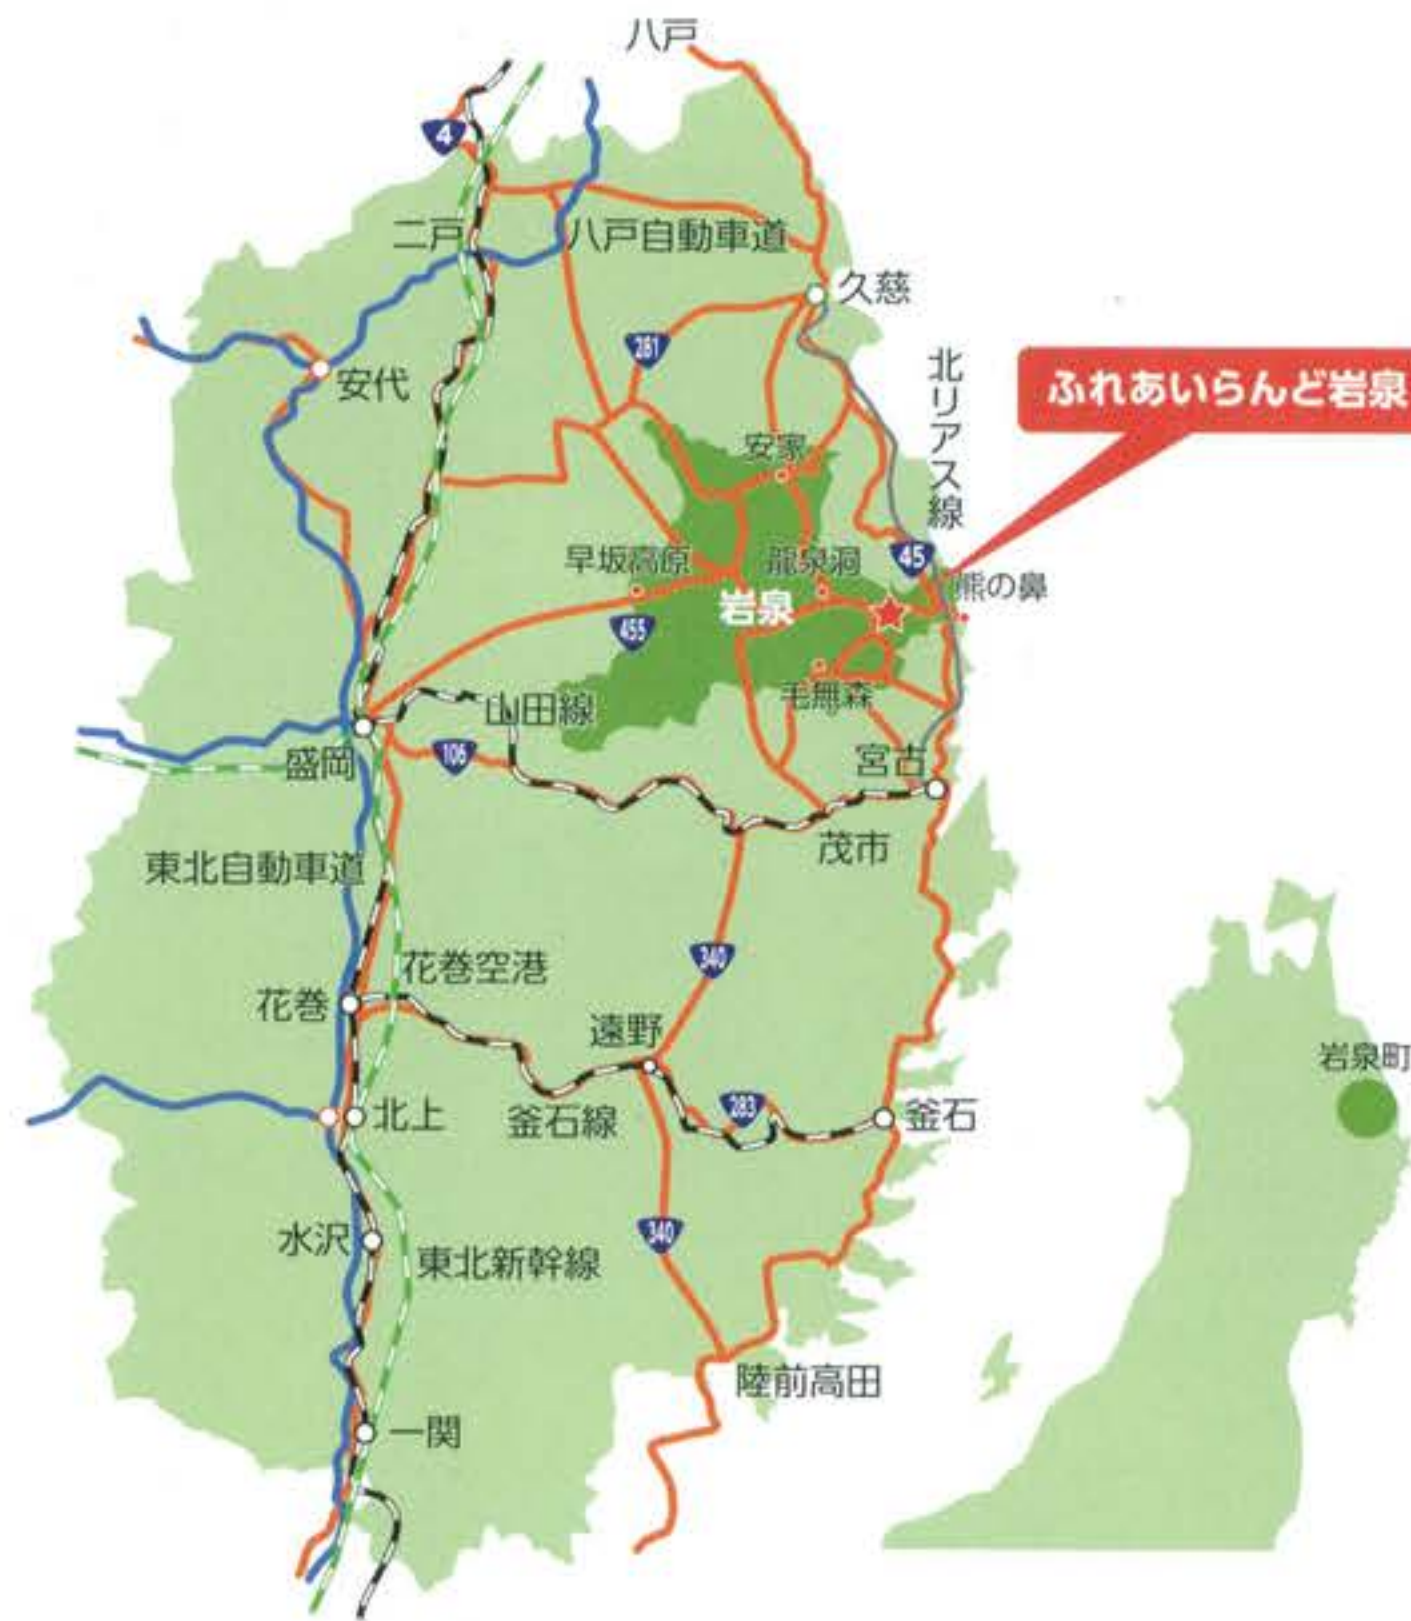 八戸
4
二戸
八戸自動車道
久慈
281
安代
北リアス線
ふれあいらんど岩泉
安家
45
早坂高原
龍泉洞
熊の鼻
岩泉
455
毛無森
山田線
盛岡
106
宮古
茂市
東北自動車道
340
花巻空港
花巻
遠野
岩泉町
北上
釜石線
283
釜石
水沢
340
東北新幹線
陸前高田
一関